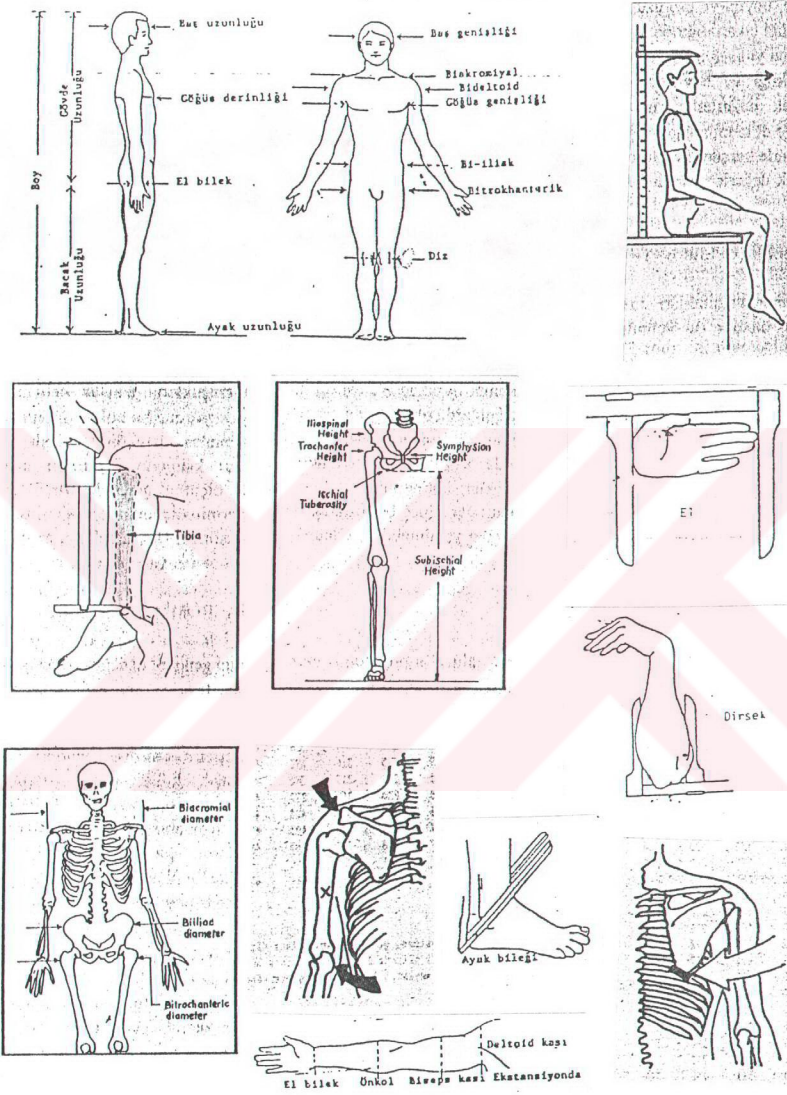 Baş uzunluğu
Baş genişliği
Biakromiyal
Bideltoid
Göğüs derinliği
Göğüs genişliği
Gövde
Uzunluğu
Boy
El bilek
Bi-iliak
Bitrokhanterik
Bacak
Uzunluğu
Diz
Ayak uzunluğu
Tibia
Iliospinal
Height
Trochanter
Height
Symphysion
Height
Ischial
Tuberosity
Subischial
Height
El
Dirsek
Biacromial
diameter
Biiliac
diameter
Bitrochanteric
diameter
X
Ayak bileği
Deltoid kası
El bilek Önkol Biseps kası Ekstansiyonda